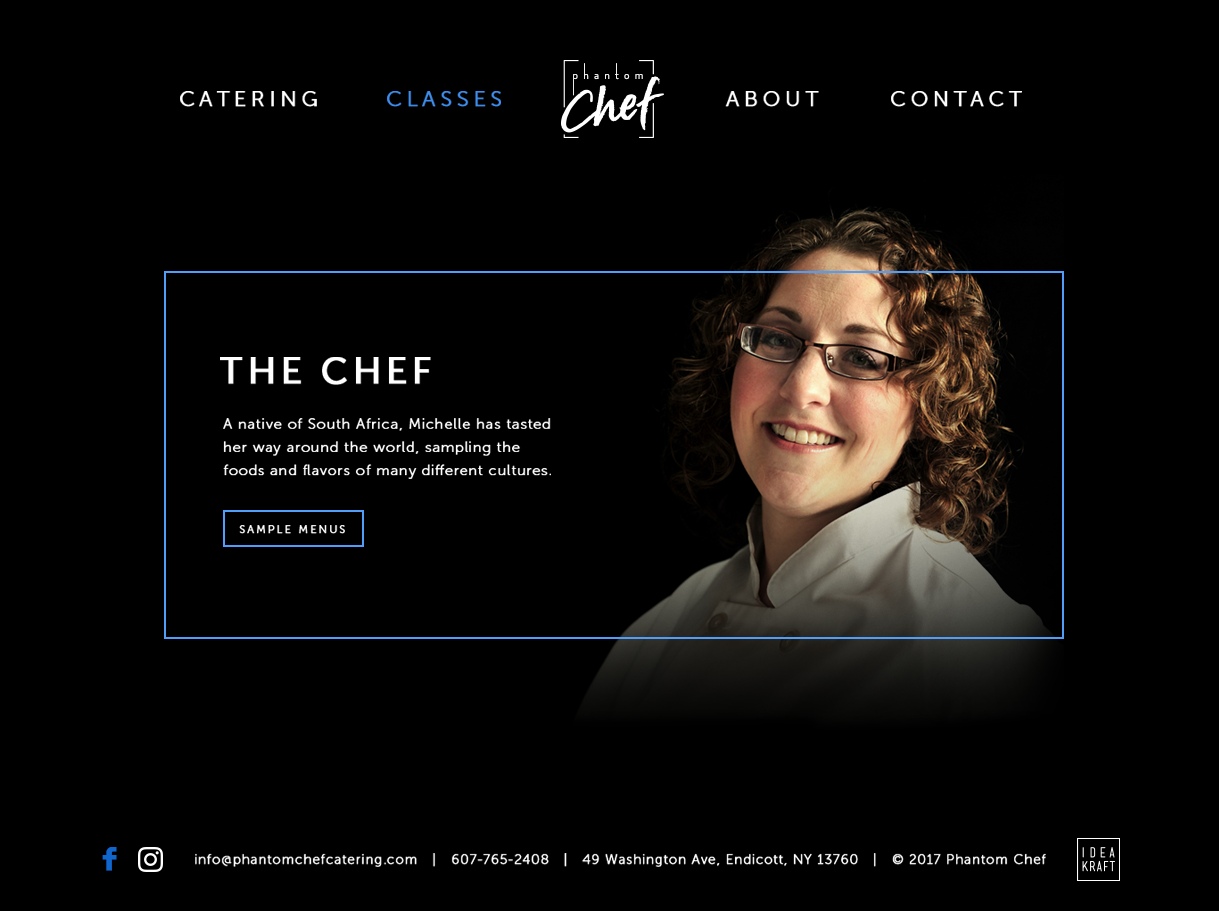 CATERING
CLASSES
phantom
Chef
ABOUT
CONTACT
THE CHEF
A native of South Africa, Michelle has tasted
her way around the world, sampling the
foods and flavors of many different cultures.
SAMPLE MENUS
info@phantomchefcatering.com | 607-765-2408 | 49 Washington Ave, Endicott, NY 13760 | © 2017 Phantom Chef
IDEA
KRAFT